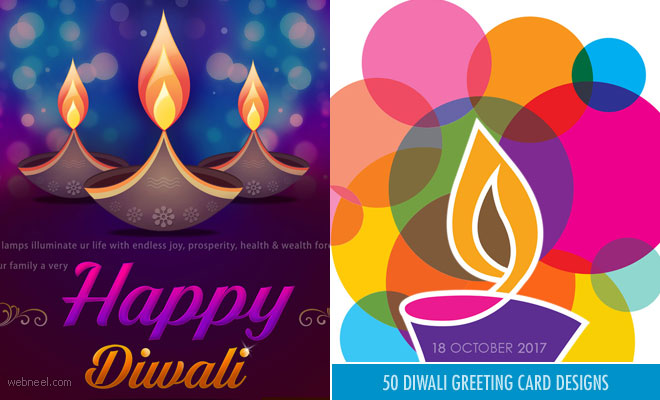 lamps illuminate ur life with endless joy, prosperity, health & wealth
ur family a very
Happy
Diwali
webneel.com
18 OCTOBER 2017
50 DIWALI GREETING CARD DESIGNS